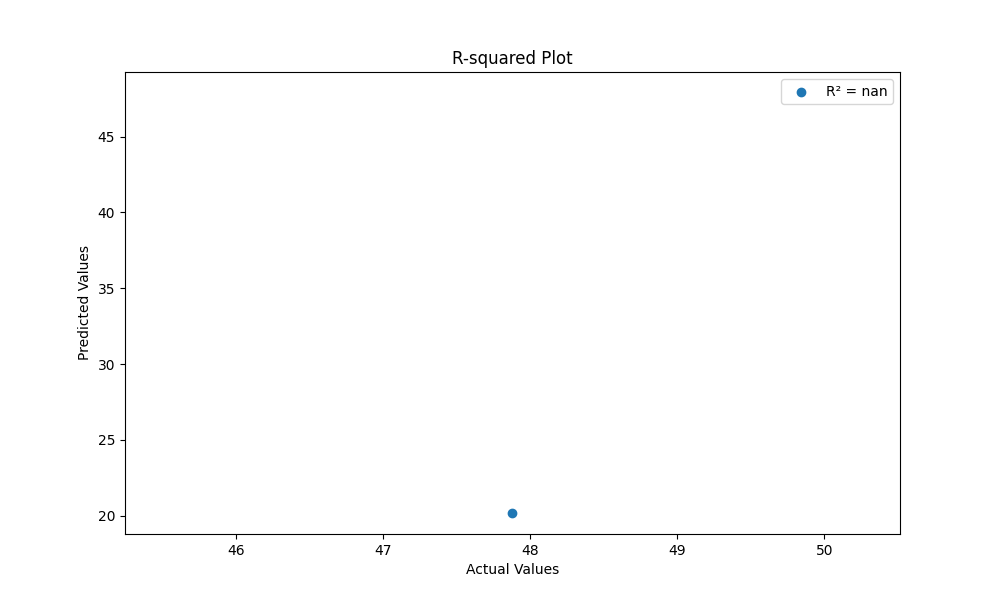 R-squared Plot
R² = nan
Predicted Values
45
40
35
30
25
20
46 47 48 49 50
Actual Values